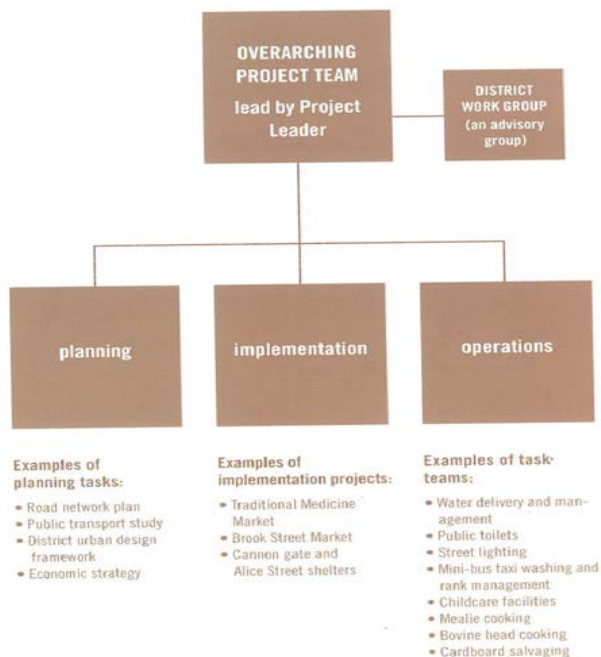 OVERARCHING
PROJECT TEAM
lead by Project
Leader
DISTRICT
WORK GROUP
(an advisory
group)
planning
implementation
operations
Examples of
planning tasks:
• Road network plan
• Public transport study
• District urban design
framework
• Economic strategy
Examples of
implementation projects:
• Traditional Medicine
Market
• Brook Street Market
• Cannon gate and
Alice Street shelters
Examples of task-
teams:
• Water delivery and man-
agement
• Public toilets
• Street lighting
• Mini-bus taxi washing and
rank management
• Childcare facilities
• Mealie cooking
• Bovine head cooking
• Cardboard salvaging